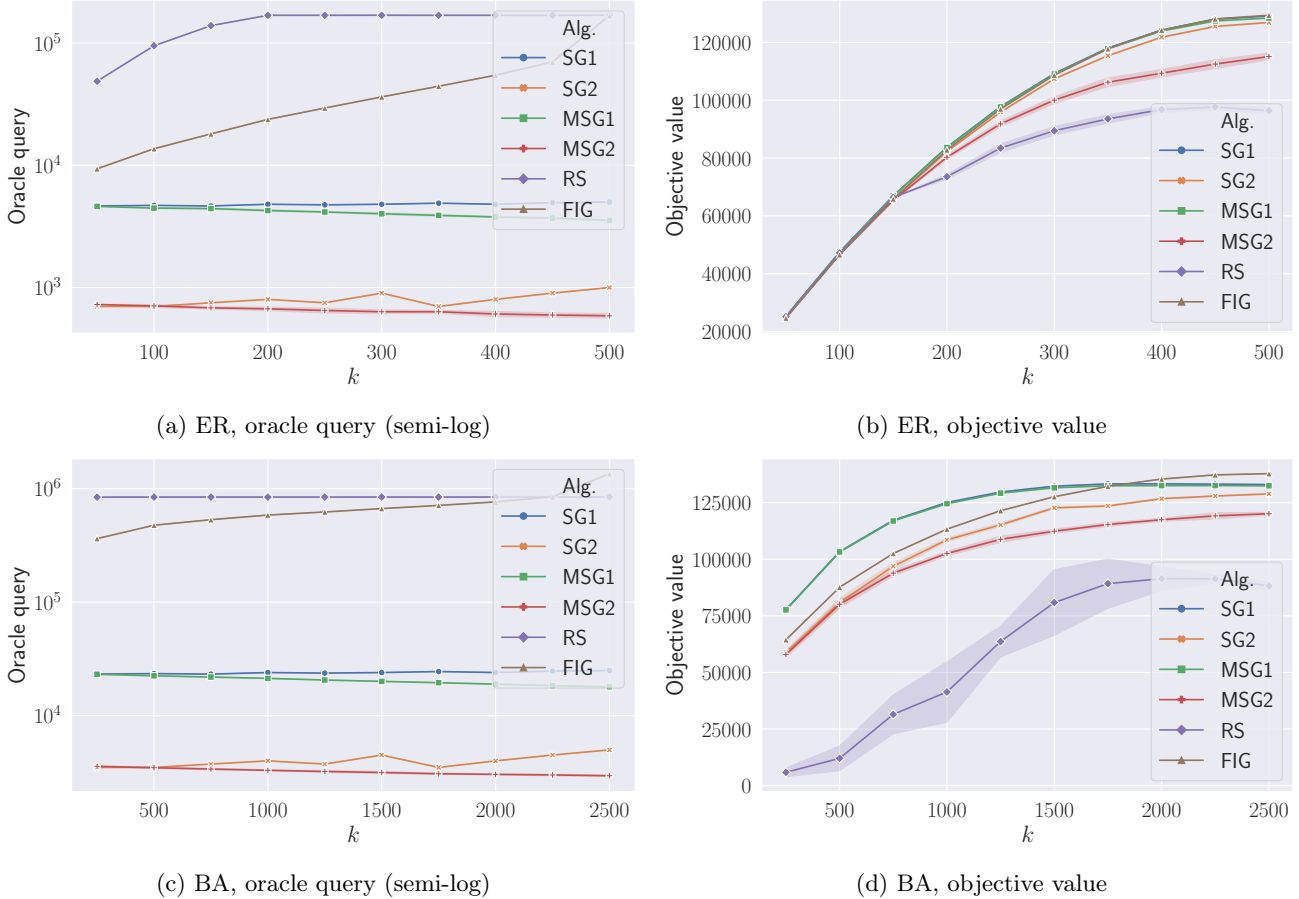 Oracle query
10^5
10^4
10^3
100
200
300
400
500
k
Alg.
SG1
SG2
MSG1
MSG2
RS
FIG
(a) ER, oracle query (semi-log)
Objective value
120000
100000
80000
60000
40000
20000
100
200
300
400
500
k
Alg.
SG1
SG2
MSG1
MSG2
RS
FIG
(b) ER, objective value
Oracle query
10^6
10^5
10^4
500
1000
1500
2000
2500
k
Alg.
SG1
SG2
MSG1
MSG2
RS
FIG
(c) BA, oracle query (semi-log)
Objective value
125000
100000
75000
50000
25000
0
500
1000
1500
2000
2500
k
Alg.
SG1
SG2
MSG1
MSG2
RS
FIG
(d) BA, objective value